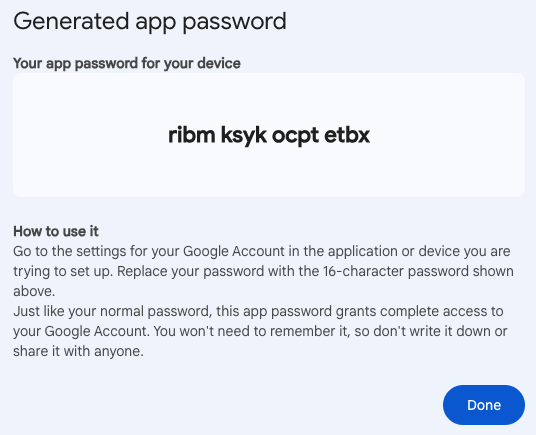 Generated app password
Your app password for your device
ribm ksyk ocpt etbx
How to use it
Go to the settings for your Google Account in the application or device you are
trying to set up. Replace your password with the 16-character password shown
above.
Just like your normal password, this app password grants complete access to
your Google Account. You won't need to remember it, so don't write it down or
share it with anyone.
Done